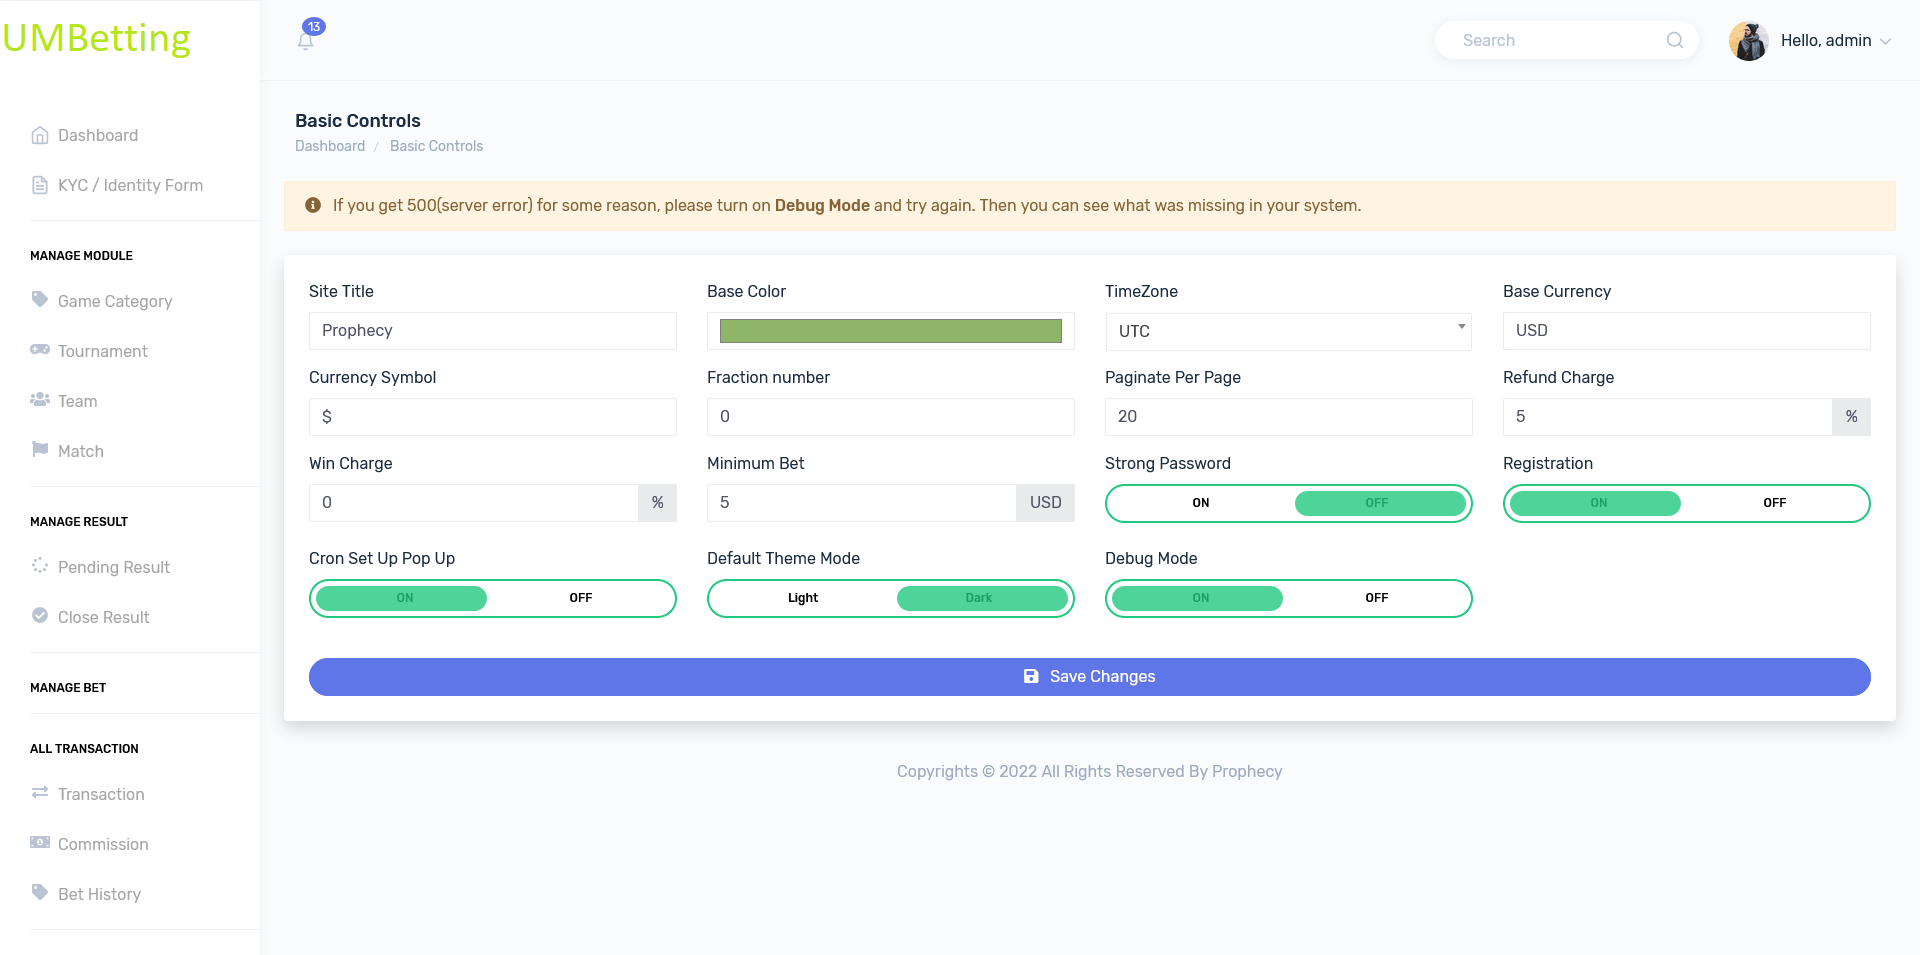 UMBetting
13
Search
Hello, admin
Dashboard
KYC / Identity Form
MANAGE MODULE
Game Category
Tournament
Team
Match
MANAGE RESULT
Pending Result
Close Result
MANAGE BET
ALL TRANSACTION
Transaction
Commission
Bet History
Basic Controls
Dashboard / Basic Controls
If you get 500(server error) for some reason, please turn on Debug Mode and try again. Then you can see what was missing in your system.
Site Title
Prophecy
Base Color
TimeZone
UTC
Base Currency
USD
Currency Symbol
$
Fraction number
0
Paginate Per Page
20
Refund Charge
5 %
Win Charge
0 %
Minimum Bet
5 USD
Strong Password
ON OFF
Registration
ON OFF
Cron Set Up Pop Up
ON OFF
Default Theme Mode
Light Dark
Debug Mode
ON OFF
Save Changes
Copyrights © 2022 All Rights Reserved By Prophecy